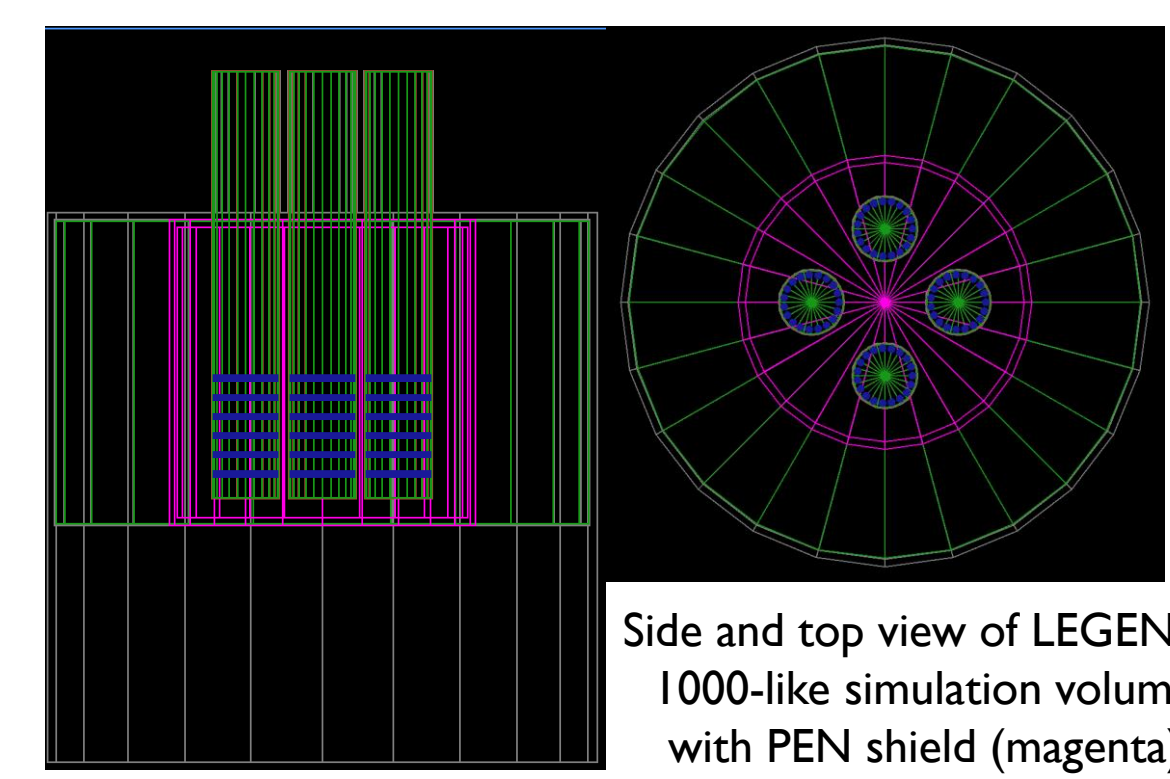 Side and top view of LEGEN
1000-like simulation volum
with PEN shield (magenta)